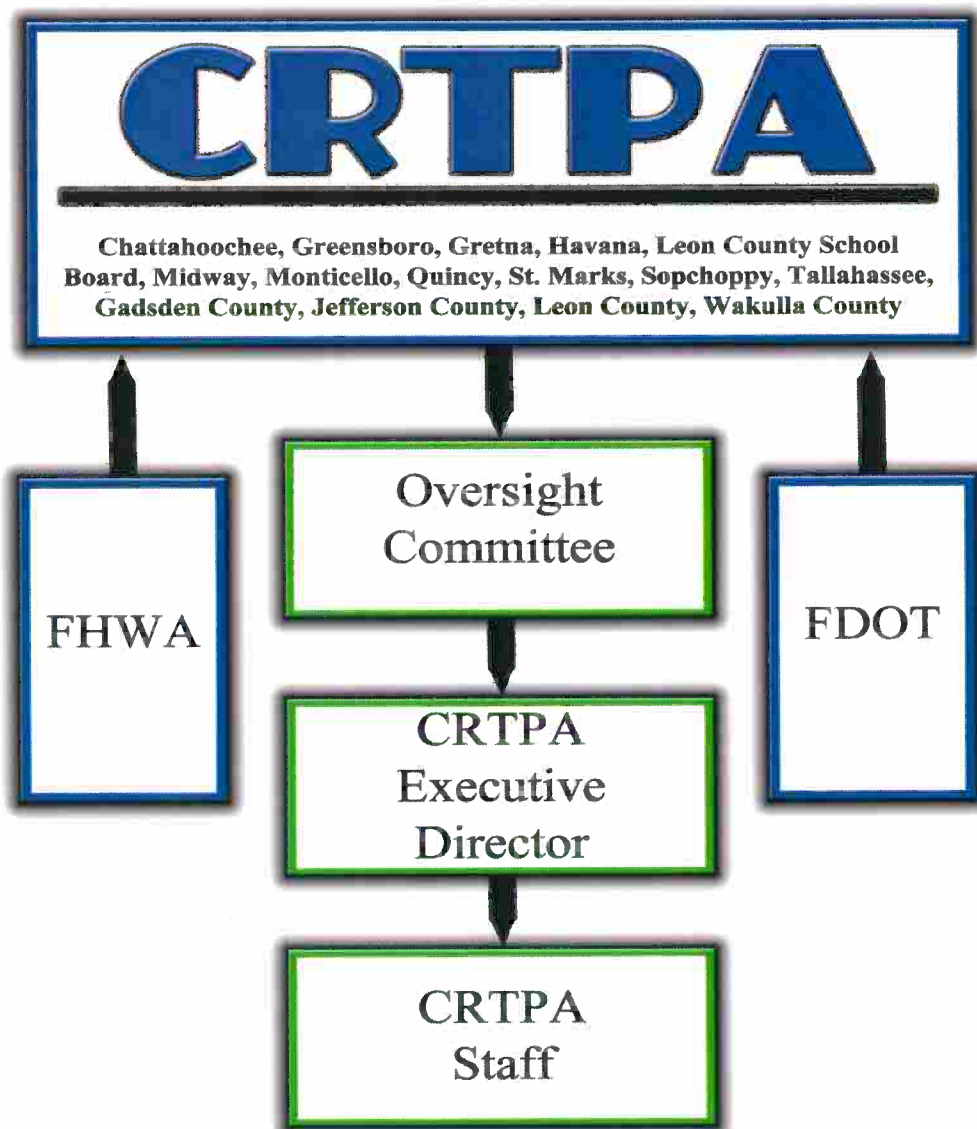 CRTPA
Chattahoochee, Greensboro, Gretna, Havana, Leon County School
Board, Midway, Monticello, Quincy, St. Marks, Sopchoppy, Tallahassee,
Gadsden County, Jefferson County, Leon County, Wakulla County
Oversight
Committee
FHWA
FDOT
CRTPA
Executive
Director
CRTPA
Staff